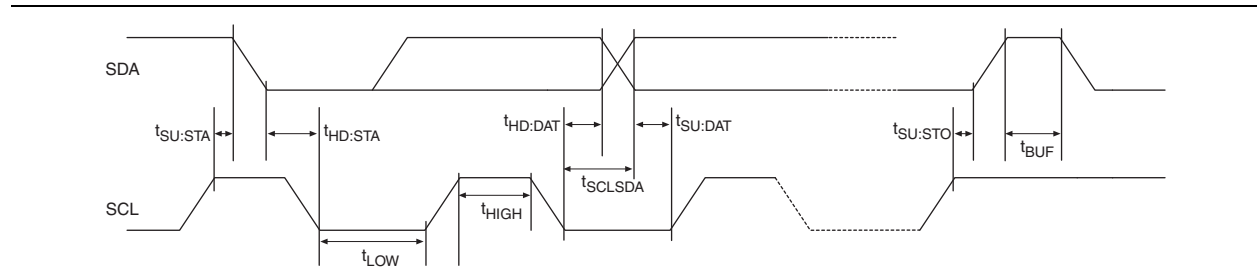 SDA
tSU:STA
tHD:STA
tHD:DAT
tSU:DAT
tSU:STO
tBUF
tSCLSDA
SCL
tHIGH
tLOW